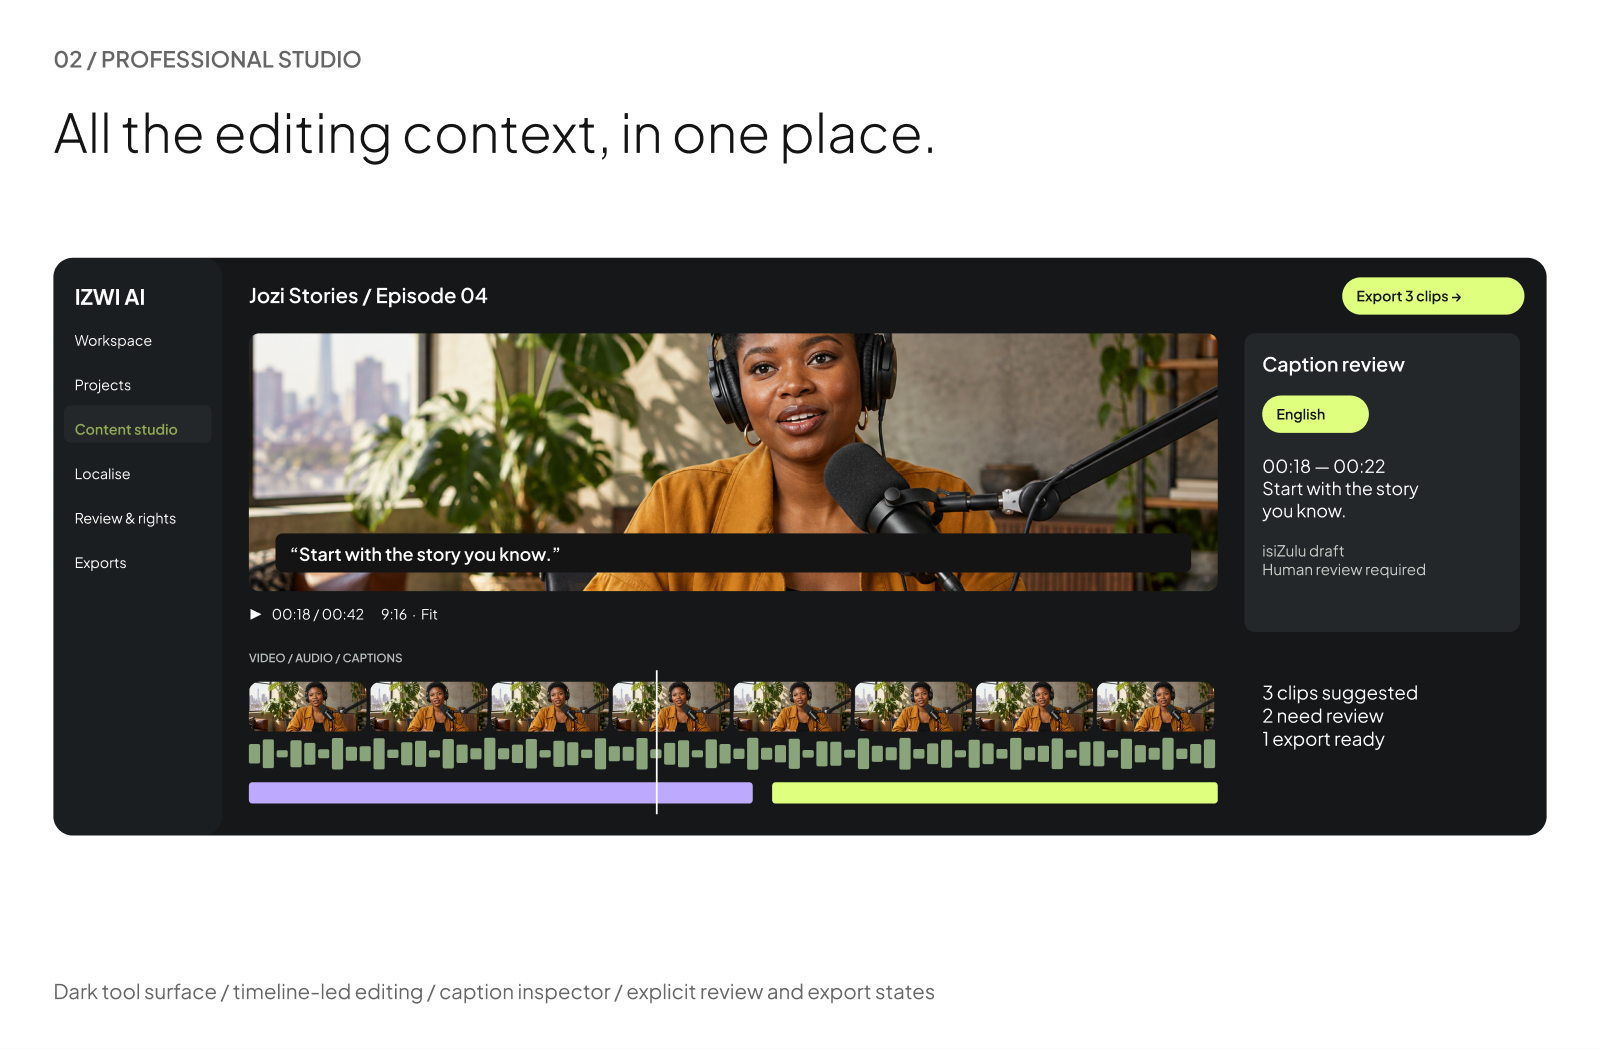 02 / PROFESSIONAL STUDIO
All the editing context, in one place.
IZWI AI
Workspace
Projects
Content studio
Localise
Review & rights
Exports
Jozi Stories / Episode 04
Export 3 clips →
“Start with the story you know.”
▶ 00:18 / 00:42 9:16 · Fit
VIDEO / AUDIO / CAPTIONS
Caption review
English
00:18 — 00:22
Start with the story
you know.
isiZulu draft
Human review required
3 clips suggested
2 need review
1 export ready
Dark tool surface / timeline-led editing / caption inspector / explicit review and export states